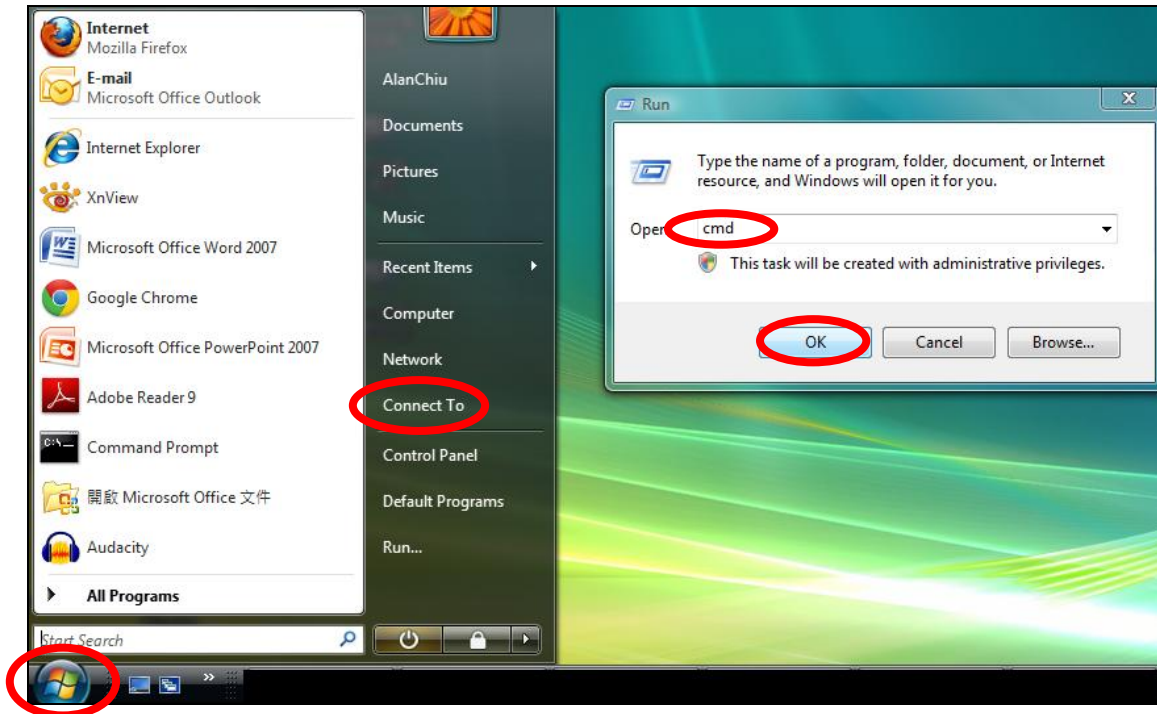 Internet
Mozilla Firefox
E-mail
Microsoft Office Outlook
Internet Explorer
XnView
Microsoft Office Word 2007
Google Chrome
Microsoft Office PowerPoint 2007
Adobe Reader 9
Command Prompt
開啟 Microsoft Office 文件
Audacity
All Programs
Start Search
AlanChiu
Documents
Pictures
Music
Recent Items
Computer
Network
Connect To
Control Panel
Default Programs
Run...
Run
Type the name of a program, folder, document, or Internet
resource, and Windows will open it for you.
Open cmd
This task will be created with administrative privileges.
OK Cancel Browse...